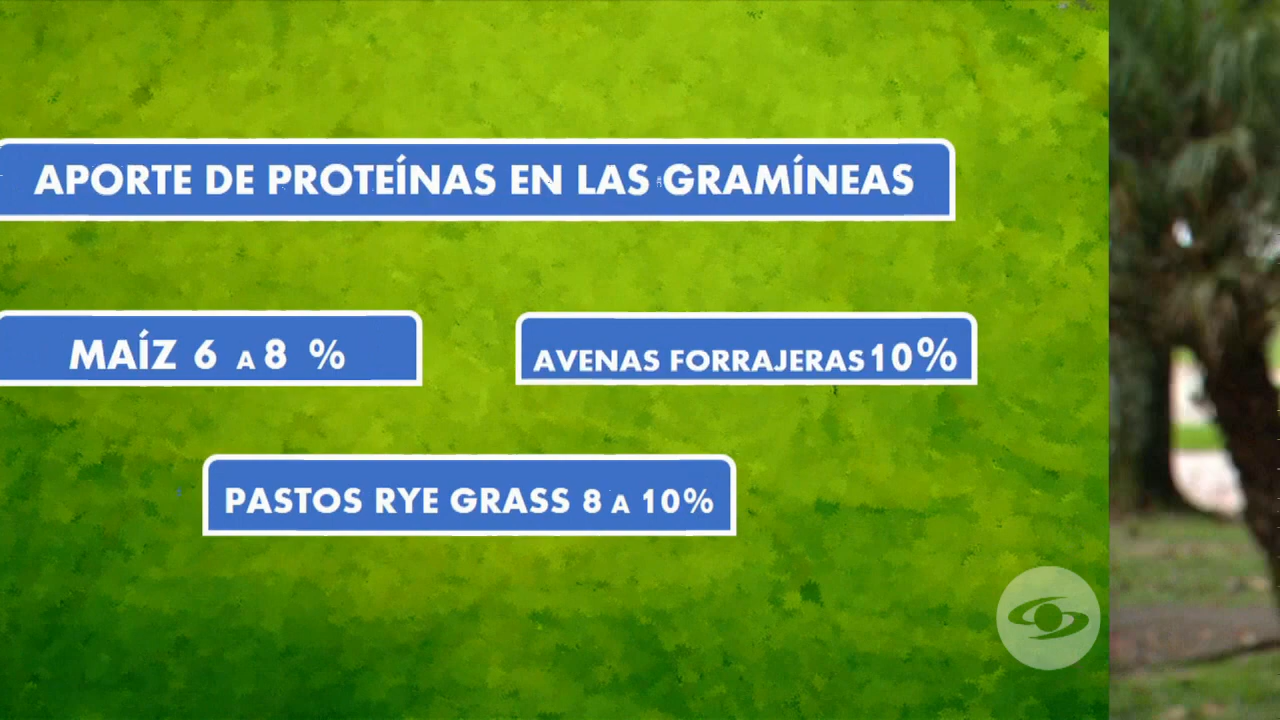 APORTE DE PROTEÍNAS EN LAS GRAMÍNEAS
MAÍZ 6 A 8 %
AVENAS FORRAJERAS 10%
PASTOS RYE GRASS 8 A 10%